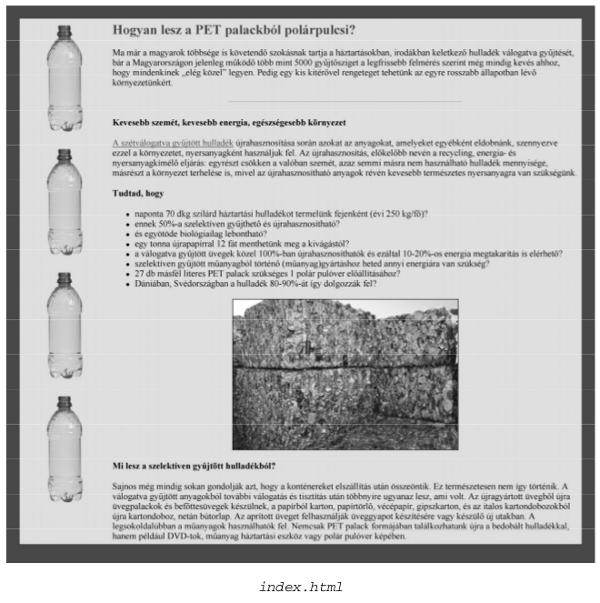 Hogyan lesz a PET palackból polárpulcsi?
Ma már a magyarok többsége is követendő szokásnak tartja a háztartásokban, irodákban keletkező hulladék válogatva gyűjtését,
bár a Magyarországon jelenleg működő több mint 5000 gyűjtősziget a legfrissebb felmérés szerint még mindig kevés ahhoz,
hogy mindenkinek „elég közel” legyen. Pedig egy kis kitérővel rengeteget tehetünk az egyre rosszabb állapotban lévő
környezetünkért.
Kevesebb szemét, kevesebb energia, egészségesebb környezet
A szétválogatva gyűjtött hulladék újrahasznosítása során azokat az anyagokat, amelyeket egyébként eldobnánk, szennyezve
ezzel a környezetet, nyersanyagként használjuk fel. Az újrahasznosítás, előkelőbb nevén a recycling, energia- és
nyersanyagkímélő eljárás: egyrészt csökken a valóban szemét, azaz semmi másra nem használható hulladék mennyisége,
másrészt a környezet terhelése is, mivel az újrahasznosítható anyagok révén kevesebb természetes nyersanyagra van szükségünk.
Tudtad, hogy
• naponta 70 dkg szilárd háztartási hulladékot termelünk fejenként (évi 250 kg/fő)?
• ennek 50%-a szelektíven gyűjthető és újrahasznosítható?
• és egyötöde biológiailag lebontható?
• egy tonna újrapapírral 12 fát menthetünk meg a kivágástól?
• a válogatva gyűjtött üvegek közel 100%-ban újrahasznosíthatók és ezáltal 10-20%-os energia megtakarítás is elérhető?
• szelektíven gyűjtött műanyagból történő (műanyag)gyártáshoz heted annyi energiára van szükség?
• 27 db másfél literes PET palack szükséges 1 polár pulóver előállításához?
• Dániában, Svédországban a hulladék 80-90%-át így dolgozzák fel?
Mi lesz a szelektíven gyűjtött hulladékból?
Sajnos még mindig sokan gondolják azt, hogy a konténereket elszállítás után összeöntik. Ez természetesen nem így történik. A
válogatva gyűjtött anyagokból további válogatás és tisztítás után többnyire ugyanaz lesz, ami volt. Az újragyártott üvegből újra
üvegpalackok és befőttesüvegek készülnek, a papírból karton, papírtörlő, vécépapír, gipszkarton, és az italos kartondobozokból
újra kartondoboz, netán bútorlap. Az aprított üveget felhasználják üveggyapot készítésére vagy készülő új utakban. A
legsokoldalúbban a műanyagok használhatók fel. Nemcsak PET palack formájában találkozhatunk újra a bedobált hulladékkal,
hanem például DVD-tok, műanyag háztartási eszköz vagy polár pulóver képében.
index.html